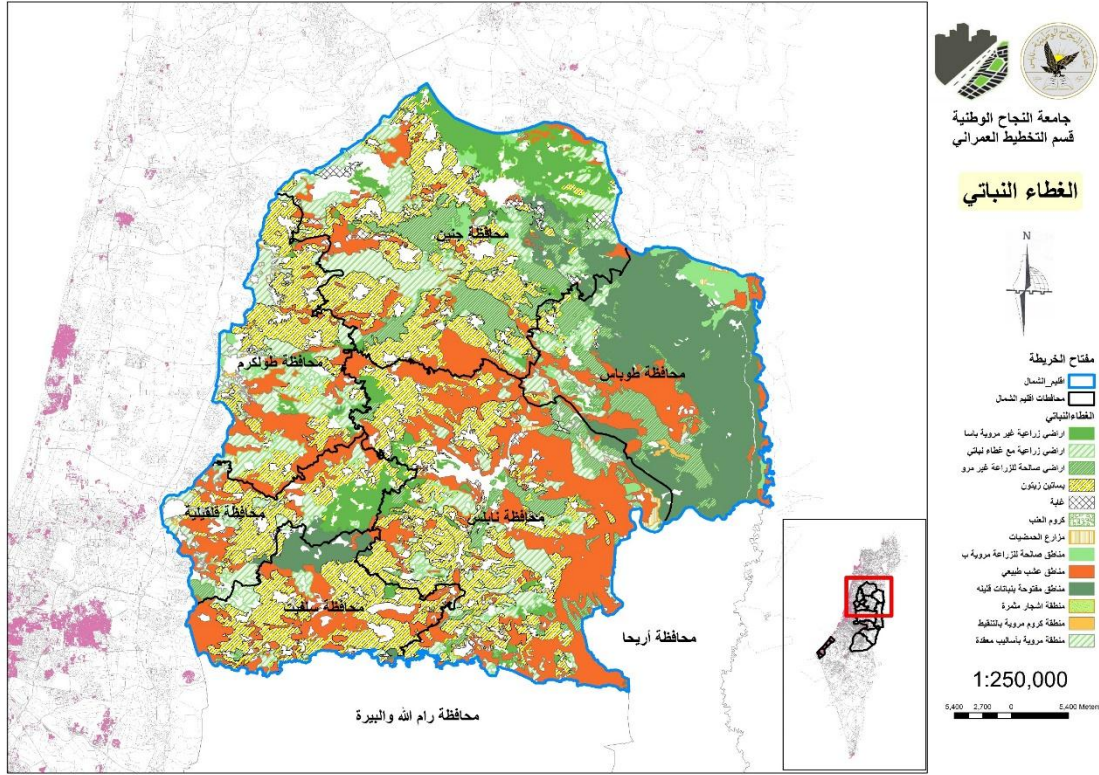 جامعة النجاح الوطنية
قسم التخطيط العمراني
الغطاء النباتي
N
مفتاح الخريطة
اقليم_الشمال
محافظات اقليم الشمال
الغطاءالنباتي
اراضي زراعية غير مروية باسا
اراضي زراعية مع غطاء نباتي
اراضي صالحة للزراعة غير مرو
بساتين زيتون
غابة
كروم العنب
مزارع الحمضيات
مناطق صالحة للزراعة مروية ب
مناطق عشب طبيعي
مناطق مفتوحة بنباتات قليله
منطقة اشجار مثمرة
منطقة كروم مروية بالتنقيط
منطقة مروية بأساليب معقدة
1:250,000
5,400 2,700 0 5,400 Meters
محافظة جنين
محافظة طولكرم
محافظة طوباس
محافظة قلقيلية
محافظة نابلس
محافظة سلفيت
محافظة أريحا
محافظة رام الله والبيرة